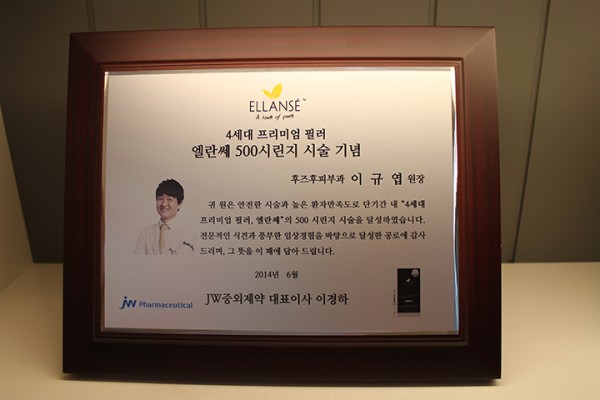 ELLANSÉ™
A touch of youth
4세대 프리미엄 필러
엘란쎄 500시린지 시술 기념
후즈후피부과 이규엽 원장
귀 원은 안전한 시술과 높은 환자만족도로 단기간 내 “4세대
프리미엄 필러, 엘란쎄”의 500 시린지 시술을 달성하였습니다.
전문적인 식견과 풍부한 임상경험을 바탕으로 달성한 공로에 감사
드리며, 그 뜻을 이 패에 담아 드립니다.
2014년 6월
JW Pharmaceutical
JW중외제약 대표이사 이경하